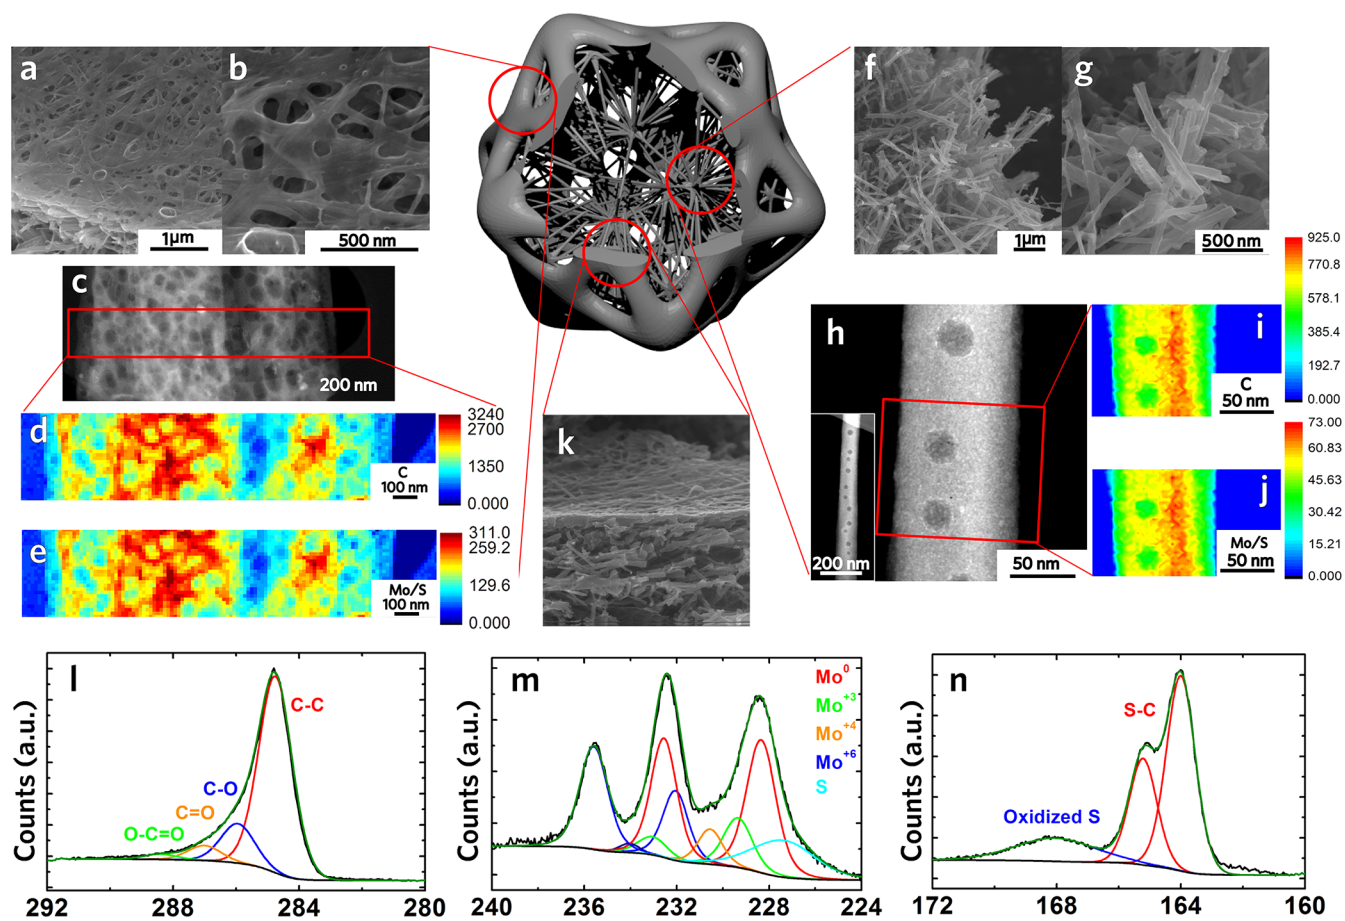 a
b
1µm
500 nm
f
g
1µm
500 nm
c
200 nm
d
3240
2700
1350
0.000
C
100 nm
e
311.0
259.2
129.6
0.000
Mo/S
100 nm
k
h
200 nm
50 nm
i
925.0
770.8
578.1
385.4
192.7
0.000
C
50 nm
j
73.00
60.83
45.63
30.42
15.21
0.000
Mo/S
50 nm
l
C-C
C-O
C=O
O-C=O
Counts (a.u.)
292 288 284 280
m
Mo⁰
Mo⁺³
Mo⁺⁴
Mo⁺⁶
S
Counts (a.u.)
240 236 232 228 224
n
S-C
Oxidized S
Counts (a.u.)
172 168 164 160